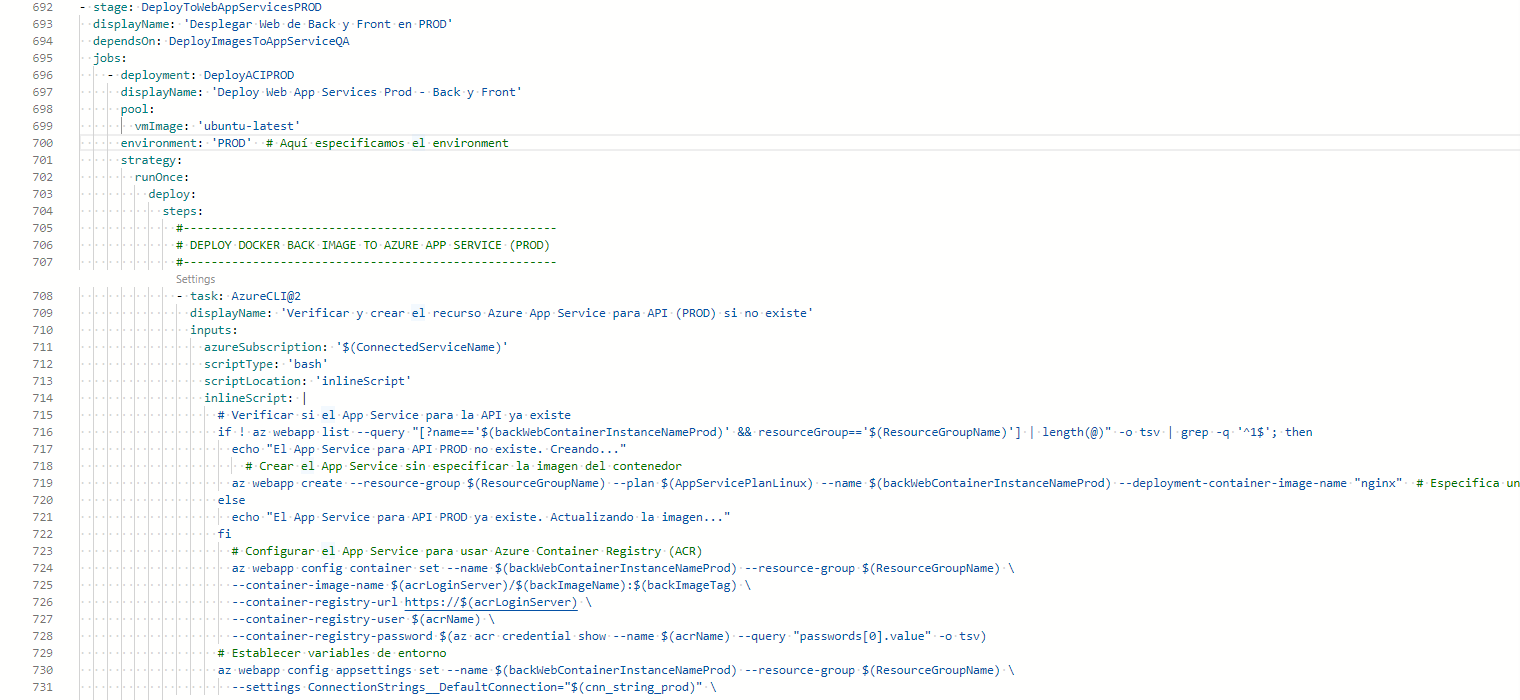 692 - stage: DeployToWebAppServicesPROD
693 displayName: 'Desplegar Web de Back y Front en PROD'
694 dependsOn: DeployImagesToAppServiceQA
695 jobs:
696 - deployment: DeployACIPROD
697 displayName: 'Deploy Web App Services Prod - Back y Front'
698 pool:
699 vmImage: 'ubuntu-latest'
700 environment: 'PROD' # Aquí especificamos el environment
701 strategy:
702 runOnce:
703 deploy:
704 steps:
705 #------------------------------------------------------
706 # DEPLOY DOCKER BACK IMAGE TO AZURE APP SERVICE (PROD)
707 #------------------------------------------------------
Settings
708 - task: AzureCLI@2
709 displayName: 'Verificar y crear el recurso Azure App Service para API (PROD) si no existe'
710 inputs:
711 azureSubscription: '$(ConnectedServiceName)'
712 scriptType: 'bash'
713 scriptLocation: 'inlineScript'
714 inlineScript: |
715 # Verificar si el App Service para la API ya existe
716 if ! az webapp list --query "[?name=='$(backWebContainerInstanceNameProd)' && resourceGroup=='$(ResourceGroupName)'] | length(@)" -o tsv | grep -q '^1$'; then
717 echo "El App Service para API PROD no existe. Creando..."
718 # Crear el App Service sin especificar la imagen del contenedor
719 az webapp create --resource-group $(ResourceGroupName) --plan $(AppServicePlanLinux) --name $(backWebContainerInstanceNameProd) --deployment-container-image-name "nginx" # Especifica un
720 else
721 echo "El App Service para API PROD ya existe. Actualizando la imagen..."
722 fi
723 # Configurar el App Service para usar Azure Container Registry (ACR)
724 az webapp config container set --name $(backWebContainerInstanceNameProd) --resource-group $(ResourceGroupName) \
725 --container-image-name $(acrLoginServer)/$(backImageName):$(backImageTag) \
726 --container-registry-url https://$(acrLoginServer) \
727 --container-registry-user $(acrName) \
728 --container-registry-password $(az acr credential show --name $(acrName) --query "passwords[0].value" -o tsv)
729 # Establecer variables de entorno
730 az webapp config appsettings set --name $(backWebContainerInstanceNameProd) --resource-group $(ResourceGroupName) \
731 --settings ConnectionStrings__DefaultConnection="$(cnn_string_prod)" \